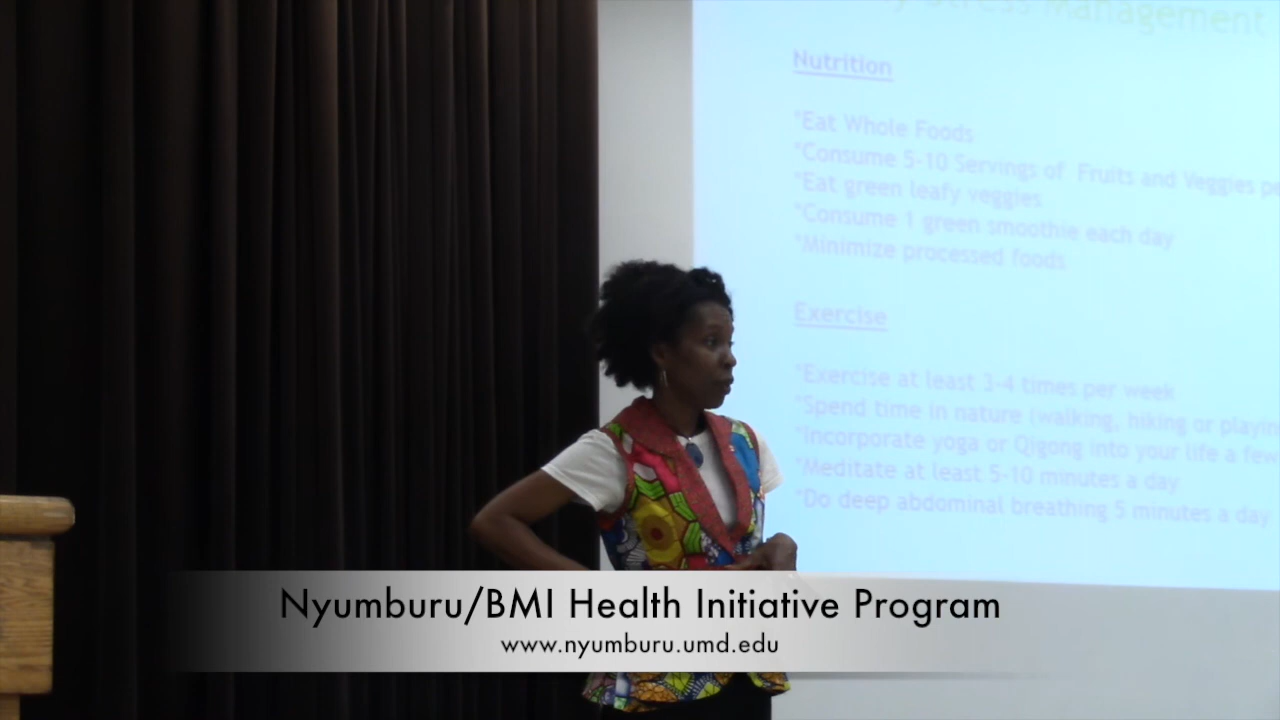 Stress Management
Nutrition
*Eat Whole Foods
*Consume 5-10 Servings of Fruits and Veggies
*Eat green leafy veggies
*Consume 1 green smoothie each day
*Minimize processed foods
Exercise
*Exercise at least 3-4 times per week
*Spend time in nature (walking, hiking or playin
*Incorporate yoga or Qigong into your life a few
*Meditate at least 5-10 minutes a day
*Do deep abdominal breathing 5 minutes a day
Nyumburu/BMI Health Initiative Program
www.nyumburu.umd.edu